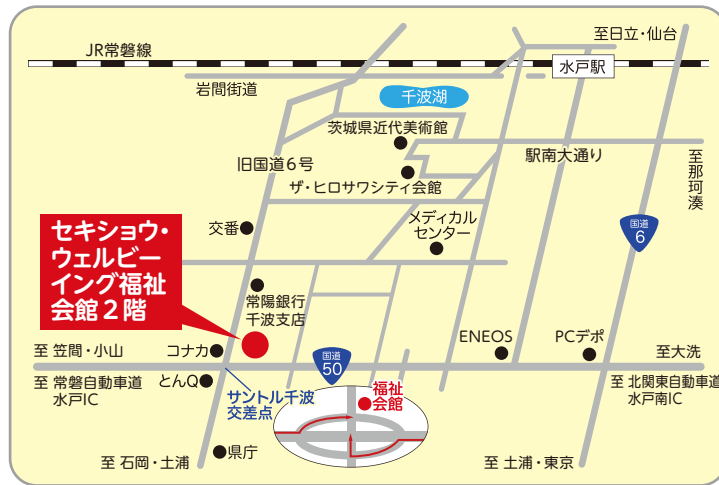 JR常磐線
至日立・仙台
水戸駅
岩間街道
千波湖
茨城県近代美術館
旧国道6号
駅南大通り
至那珂湊
ザ・ヒロサワシティ会館
交番
メディカル
センター
国道
6
セキショウ・
ウェルビー
イング福祉
会館2階
常陽銀行
千波支店
ENEOS
PCデポ
至 笠間・小山
コナカ
国道
50
至大洗
至 常磐自動車道
水戸IC
とんQ
サントル千波
交差点
福祉
会館
至 北関東自動車道
水戸南IC
県庁
至 石岡・土浦
至 土浦・東京